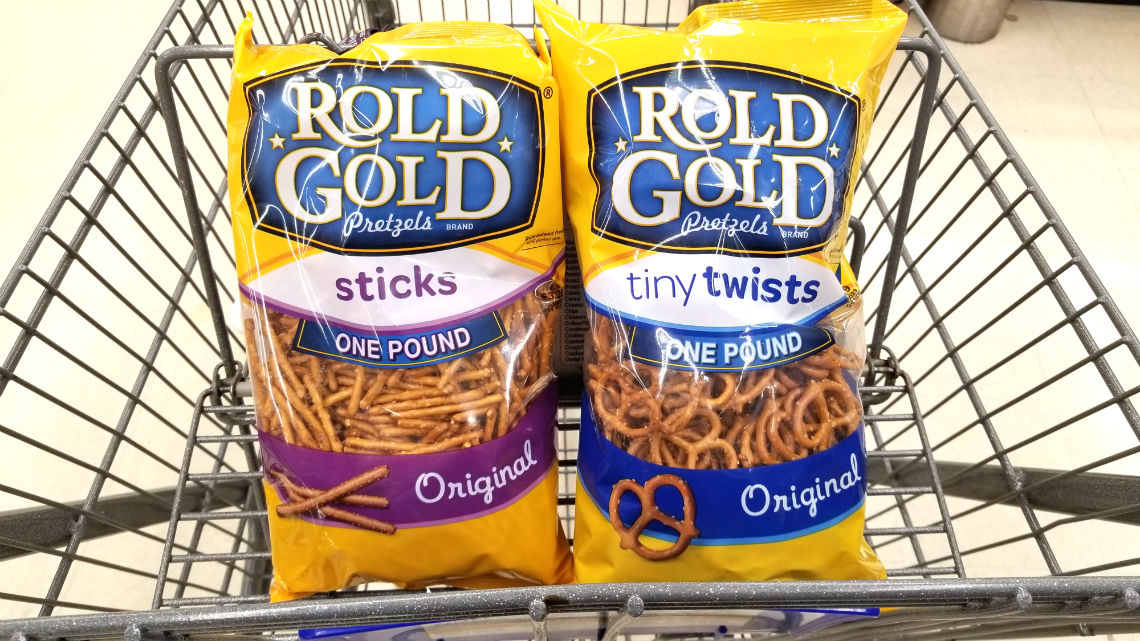 ROLD
GOLD
Pretzels BRAND
®
sticks
ONE POUND
Original
ROLD
GOLD
Pretzels BRAND
tiny twists
ONE POUND
Original